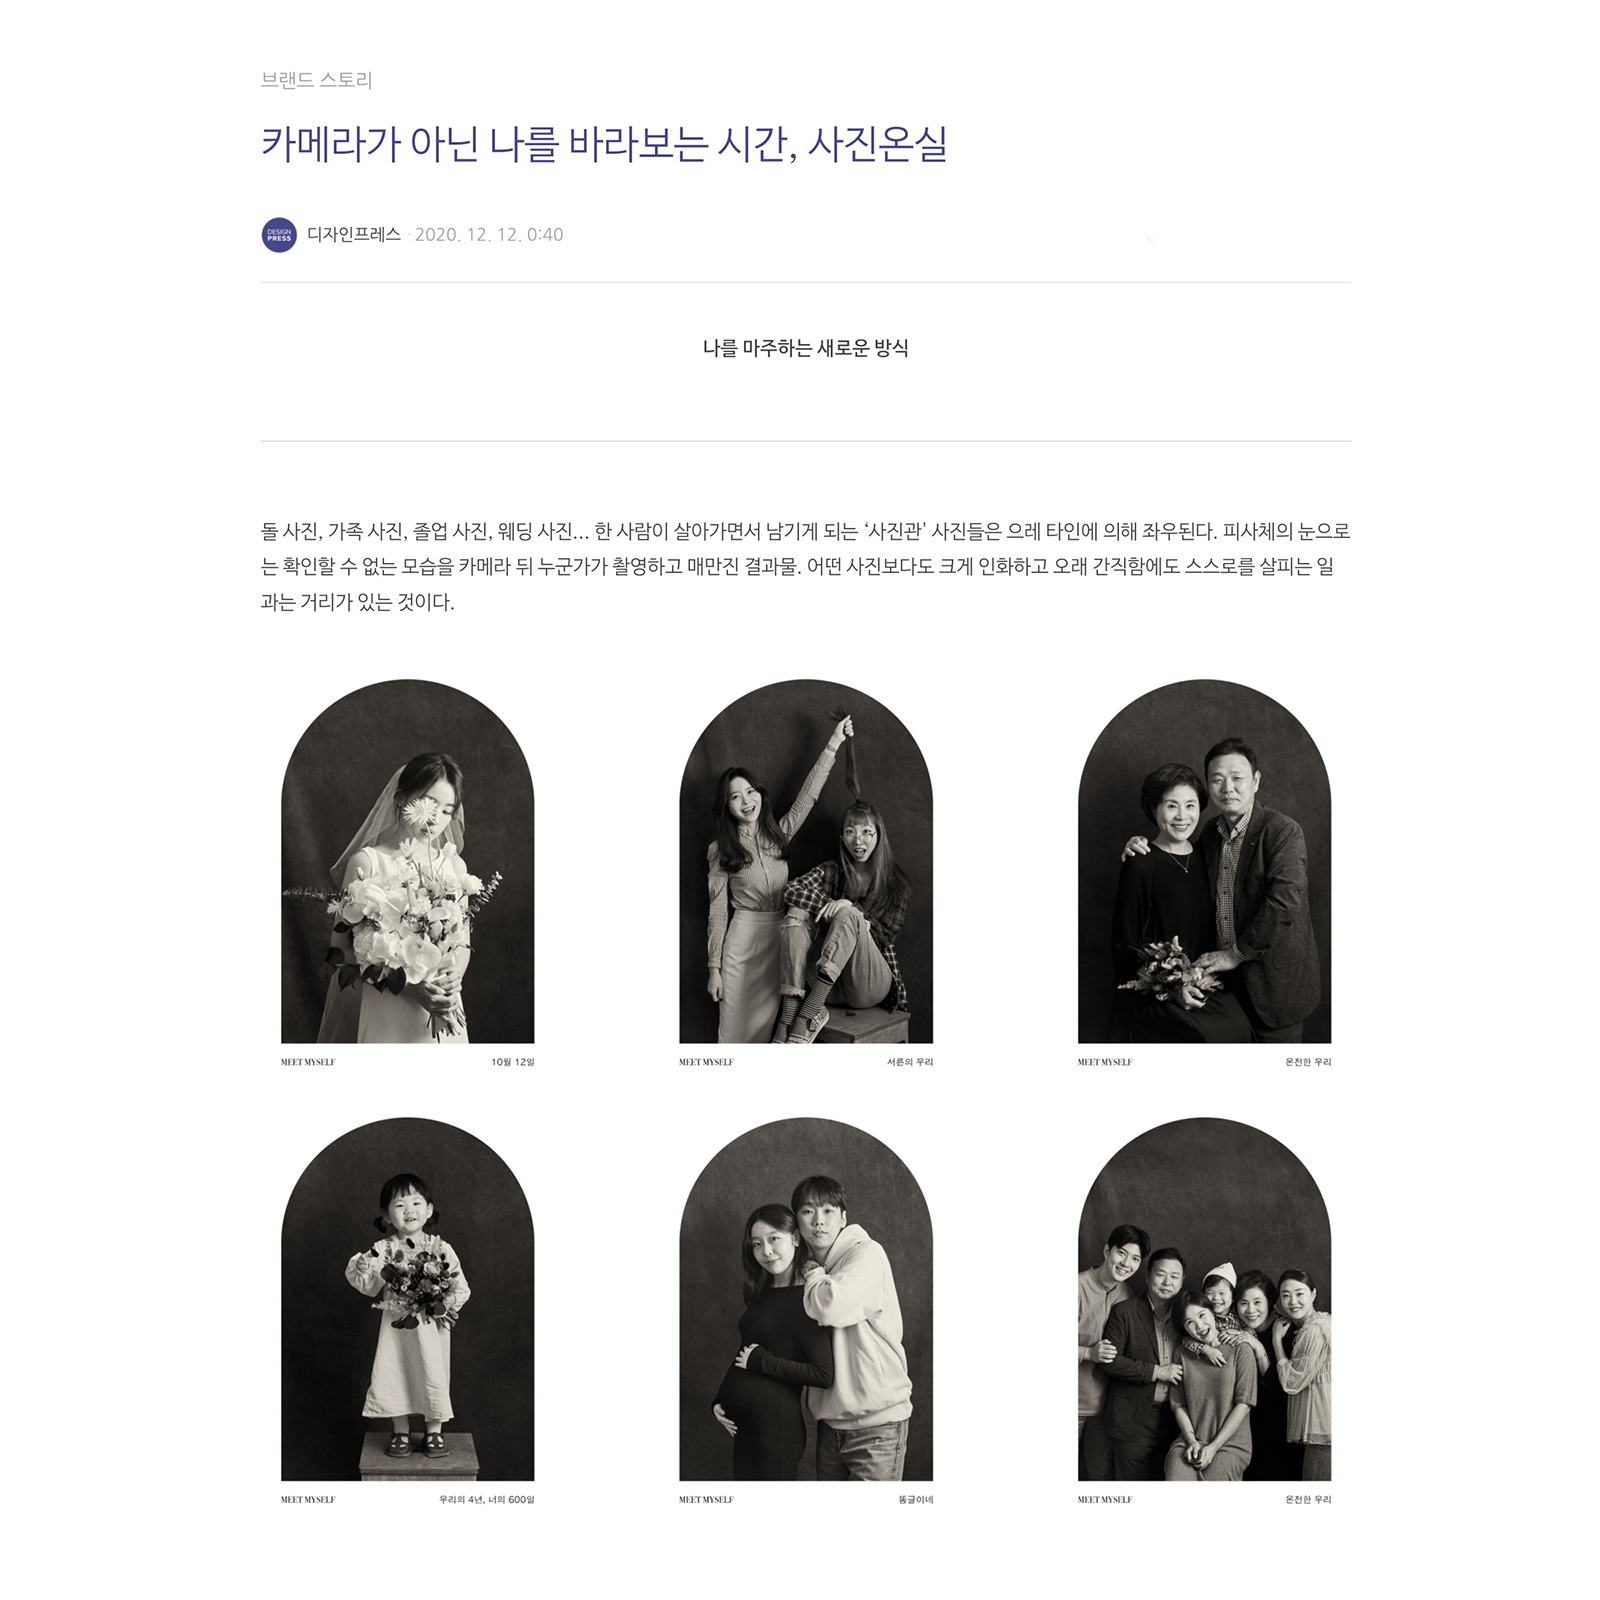 브랜드 스토리
카메라가 아닌 나를 바라보는 시간, 사진온실
DESIGN
PRESS
디자인프레스 · 2020. 12. 12. 0:40
나를 마주하는 새로운 방식
돌 사진, 가족 사진, 졸업 사진, 웨딩 사진... 한 사람이 살아가면서 남기게 되는 ‘사진관' 사진들은 으레 타인에 의해 좌우된다. 피사체의 눈으로
는 확인할 수 없는 모습을 카메라 뒤 누군가가 촬영하고 매만진 결과물. 어떤 사진보다도 크게 인화하고 오래 간직함에도 스스로를 살피는 일
과는 거리가 있는 것이다.
MEET MYSELF 10월 12일
MEET MYSELF 서른의 우리
MEET MYSELF 온전한 우리
MEET MYSELF 우리의 4년, 너의 600일
MEET MYSELF 똥글이네
MEET MYSELF 온전한 우리